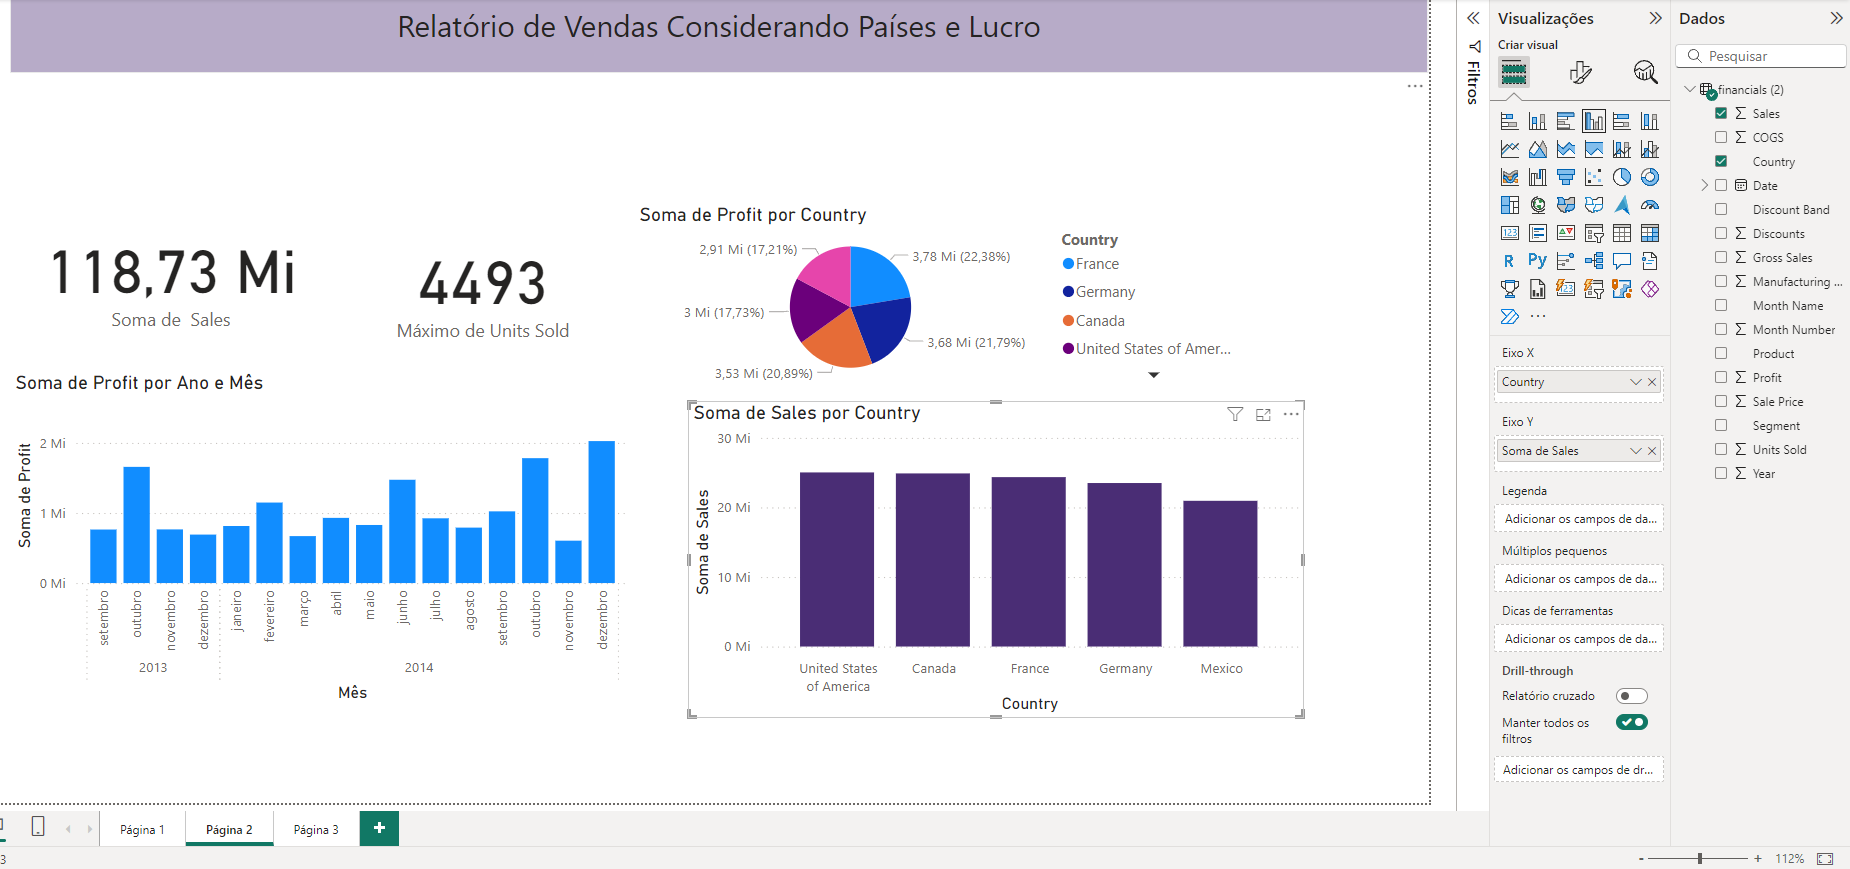 Relatório de Vendas Considerando Países e Lucro
118,73 Mi
Soma de Sales
4493
Máximo de Units Sold
Soma de Profit por Country
2,91 Mi (17,21%)
3,78 Mi (22,38%)
3 Mi (17,73%)
3,68 Mi (21,79%)
3,53 Mi (20,89%)
Country
France
Germany
Canada
United States of Amer...
Soma de Profit por Ano e Mês
Soma de Profit
2 Mi
1 Mi
0 Mi
setembro
outubro
novembro
dezembro
janeiro
fevereiro
março
abril
maio
junho
julho
agosto
setembro
outubro
novembro
dezembro
2013
2014
Mês
Soma de Sales por Country
Soma de Sales
30 Mi
20 Mi
10 Mi
0 Mi
United States
of America
Canada
France
Germany
Mexico
Country
Filtros
Visualizações
Criar visual
123
R
Py
123
Eixo X
Country
Eixo Y
Soma de Sales
Legenda
Adicionar os campos de da...
Múltiplos pequenos
Adicionar os campos de da...
Dicas de ferramentas
Adicionar os campos de da...
Drill-through
Relatório cruzado
Manter todos os
filtros
Adicionar os campos de dr...
Dados
Pesquisar
financials (2)
Sales
COGS
Country
Date
Discount Band
Discounts
Gross Sales
Manufacturing ...
Month Name
Month Number
Product
Profit
Sale Price
Segment
Units Sold
Year
Página 1
Página 2
Página 3
+
3
- + 112%